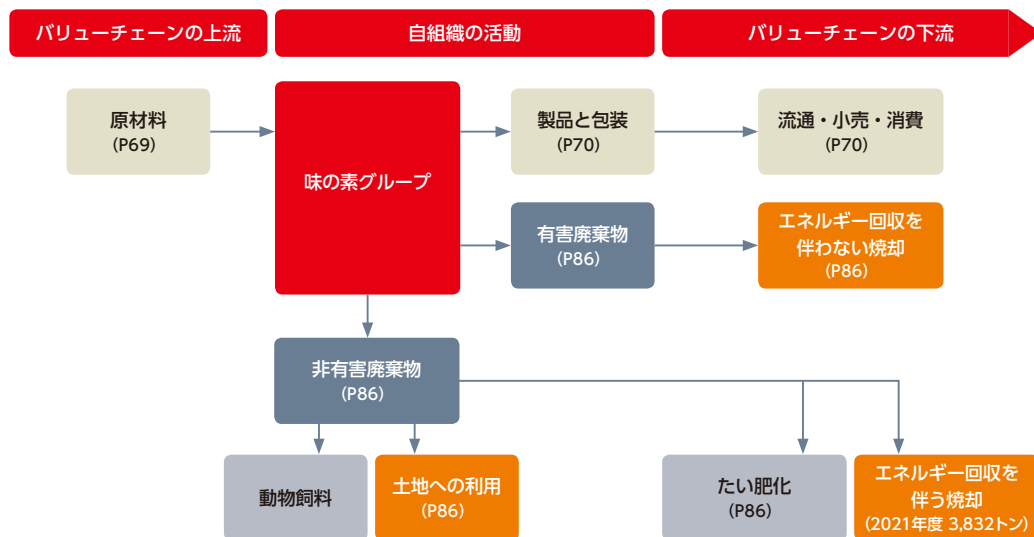 バリューチェーンの上流
自組織の活動
バリューチェーンの下流
原材料
(P69)
味の素グループ
製品と包装
(P70)
流通・小売・消費
(P70)
有害廃棄物
(P86)
エネルギー回収を
伴わない焼却
(P86)
非有害廃棄物
(P86)
動物飼料
土地への利用
(P86)
たい肥化
(P86)
エネルギー回収を
伴う焼却
(2021年度 3,832トン)